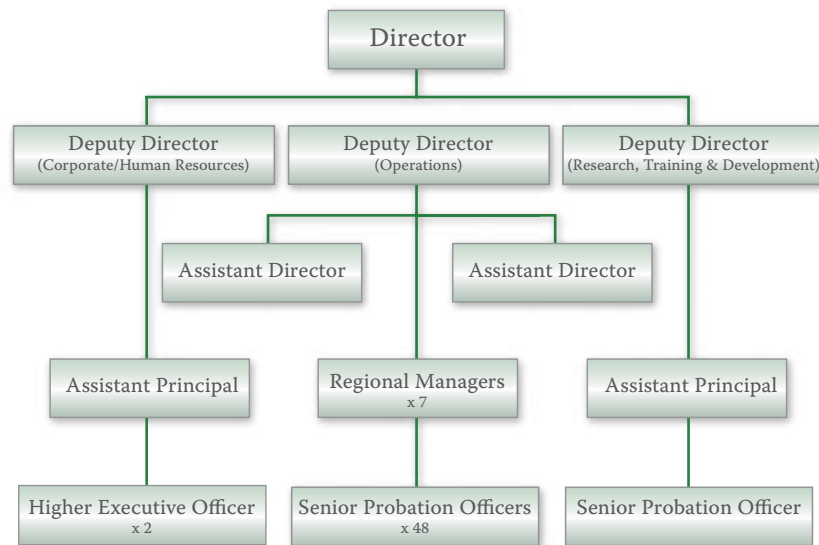 Director
Deputy Director
(Corporate/Human Resources)
Deputy Director
(Operations)
Deputy Director
(Research, Training & Development)
Assistant Director
Assistant Director
Assistant Principal
Regional Managers
x 7
Assistant Principal
Higher Executive Officer
x 2
Senior Probation Officers
x 48
Senior Probation Officer